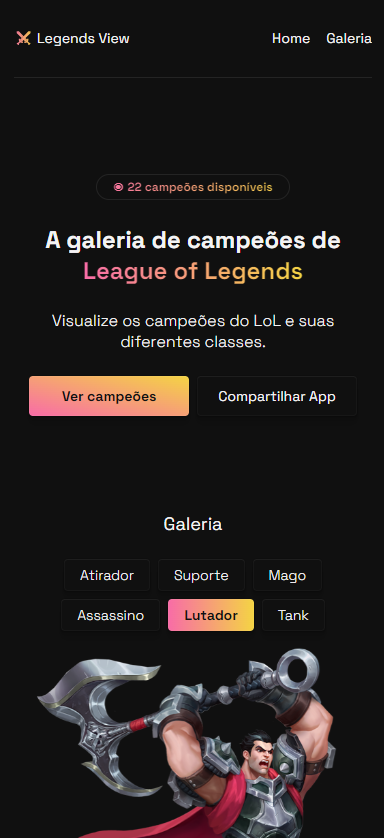 Legends View
Home Galeria
22 campeões disponíveis
A galeria de campeões de
League of Legends
Visualize os campeões do LoL e suas
diferentes classes.
Ver campeões Compartilhar App
Galeria
Atirador Suporte Mago
Assassino Lutador Tank